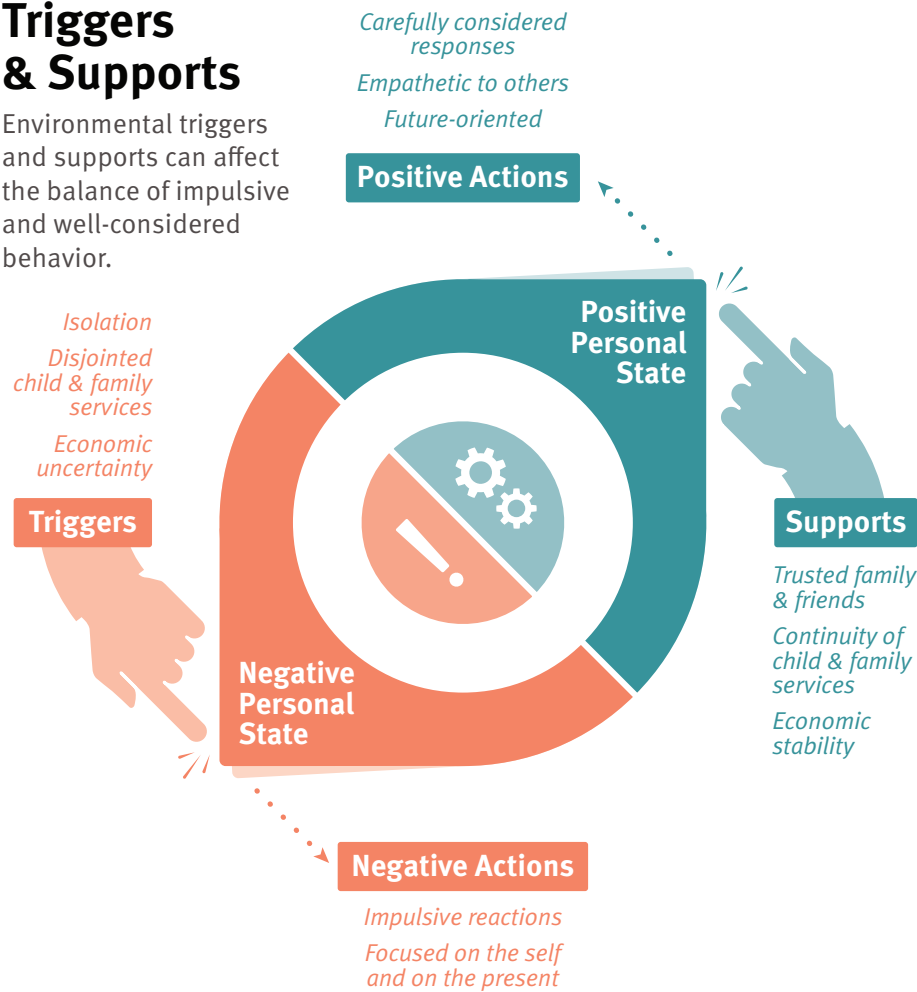 Triggers
& Supports
Environmental triggers
and supports can affect
the balance of impulsive
and well-considered
behavior.
Carefully considered
responses
Empathetic to others
Future-oriented
Positive Actions
Positive
Personal
State
Isolation
Disjointed
child & family
services
Economic
uncertainty
Triggers
Supports
Trusted family
& friends
Continuity of
child & family
services
Economic
stability
Negative
Personal
State
Negative Actions
Impulsive reactions
Focused on the self
and on the present